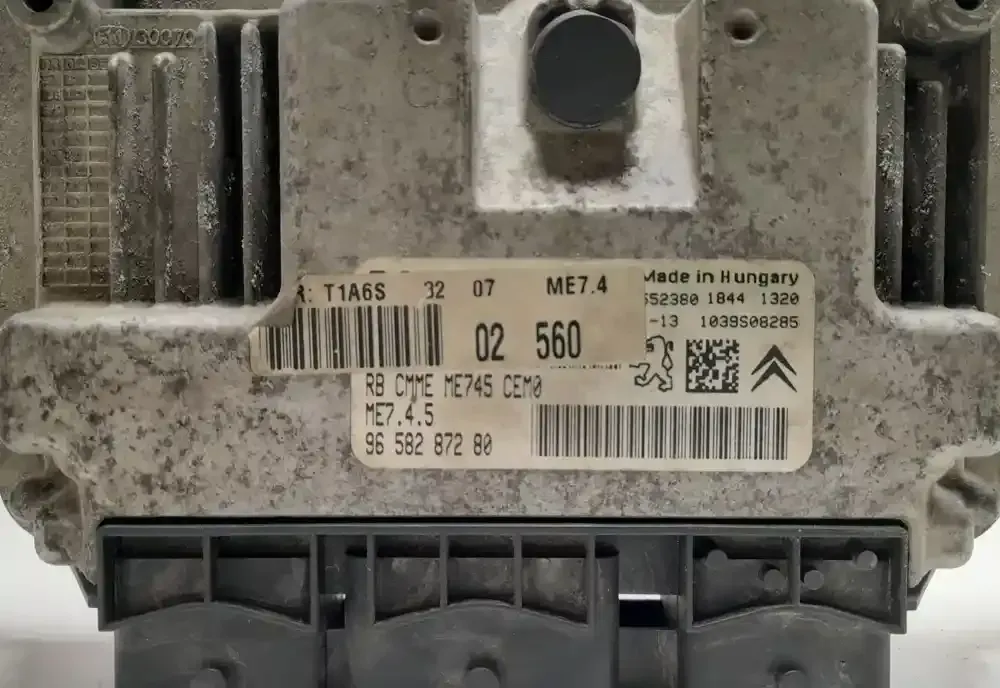 R: T1A6S 32 07 ME7.4
02 560
Made in Hungary
552380 1844 1320
-13 1039S08285
RB CMME ME745 CEM0
ME7.4.5
96 582 872 80